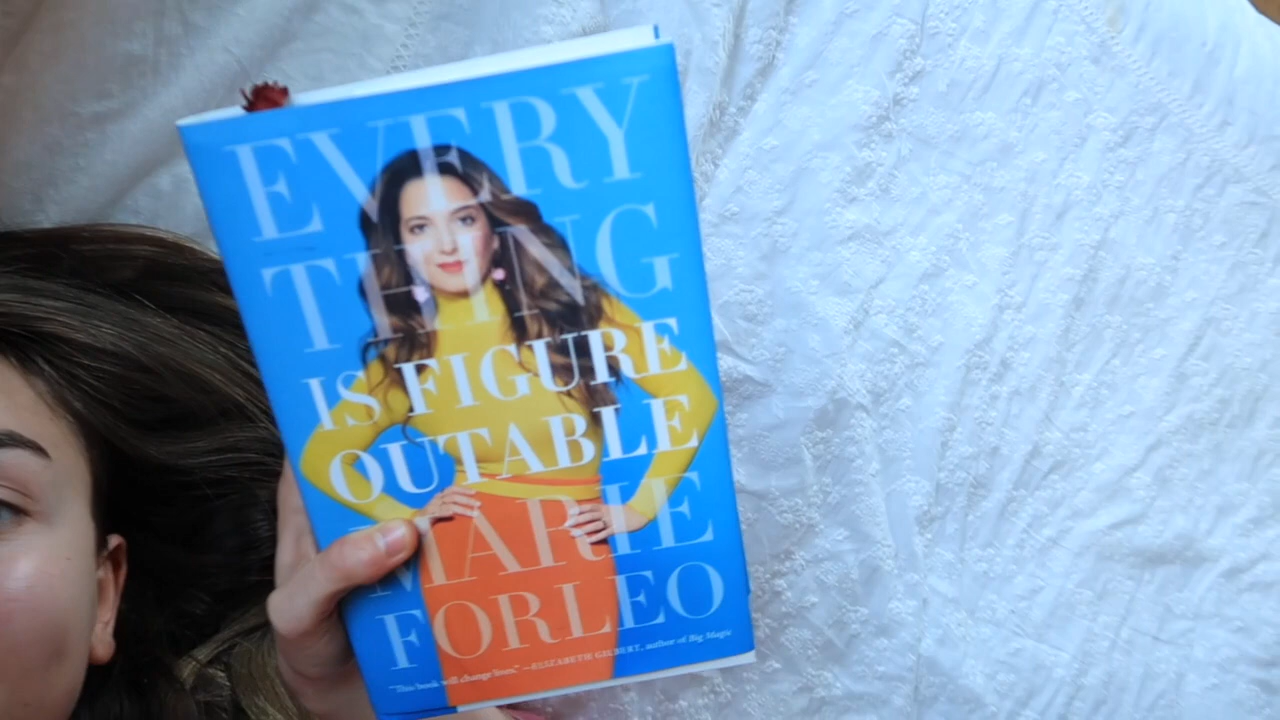 EVERY
THING
IS FIGURE
OUTABLE
MARIE
FORLEO
"This book will change lives." —ELIZABETH GILBERT, author of Big Magic